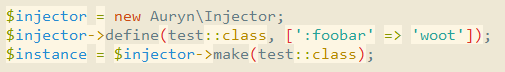 $injector = new Auryn\Injector;
$injector->define(test::class, [':foobar' => 'woot']);
$instance = $injector->make(test::class);